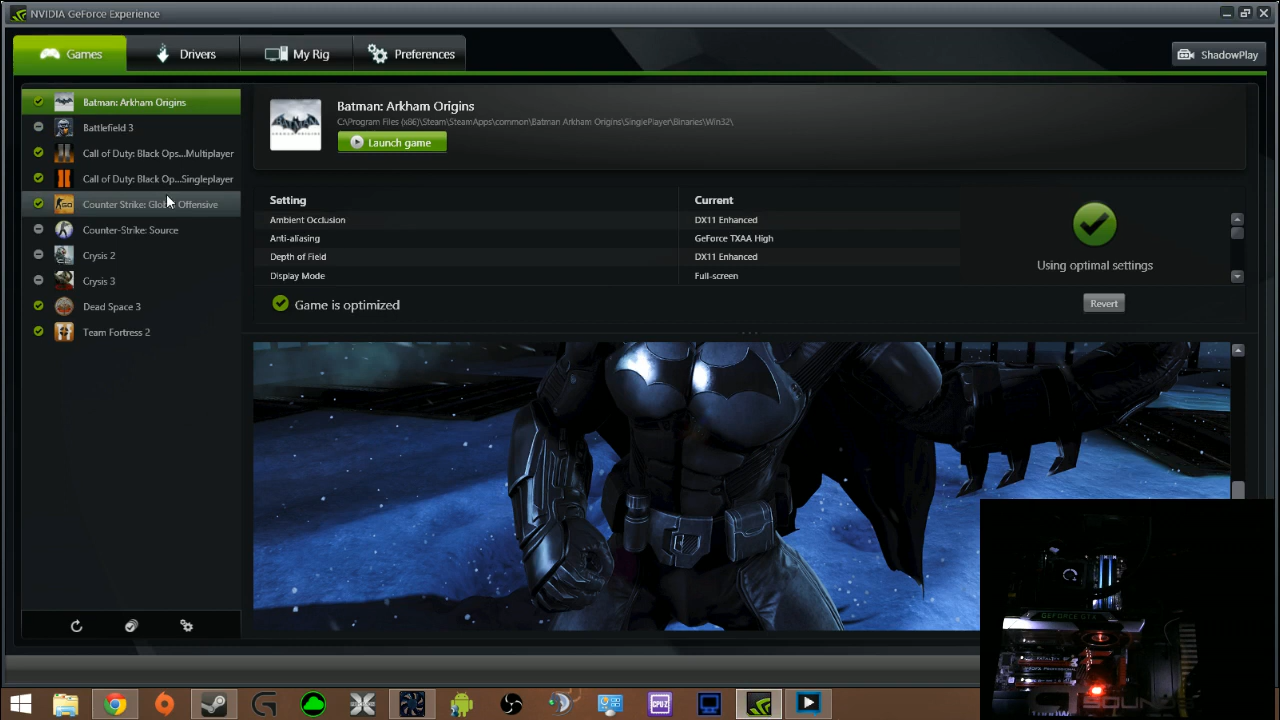 NVIDIA GeForce Experience
Games
Drivers
My Rig
Preferences
ShadowPlay
Batman: Arkham Origins
Battlefield 3
Call of Duty: Black Ops...Multiplayer
Call of Duty: Black Op...Singleplayer
Counter Strike: Global Offensive
Counter-Strike: Source
Crysis 2
Crysis 3
Dead Space 3
Team Fortress 2
Batman: Arkham Origins
C:\Program Files (x86)\Steam\SteamApps\common\Batman Arkham Origins\SinglePlayer\Binaries\Win32\
Launch game
Setting Current
Ambient Occlusion DX11 Enhanced
Anti-aliasing GeForce TXAA High
Depth of Field DX11 Enhanced
Display Mode Full-screen
Using optimal settings
Game is optimized
Revert
GEFORCE GTX
SOUND
CPU-Z